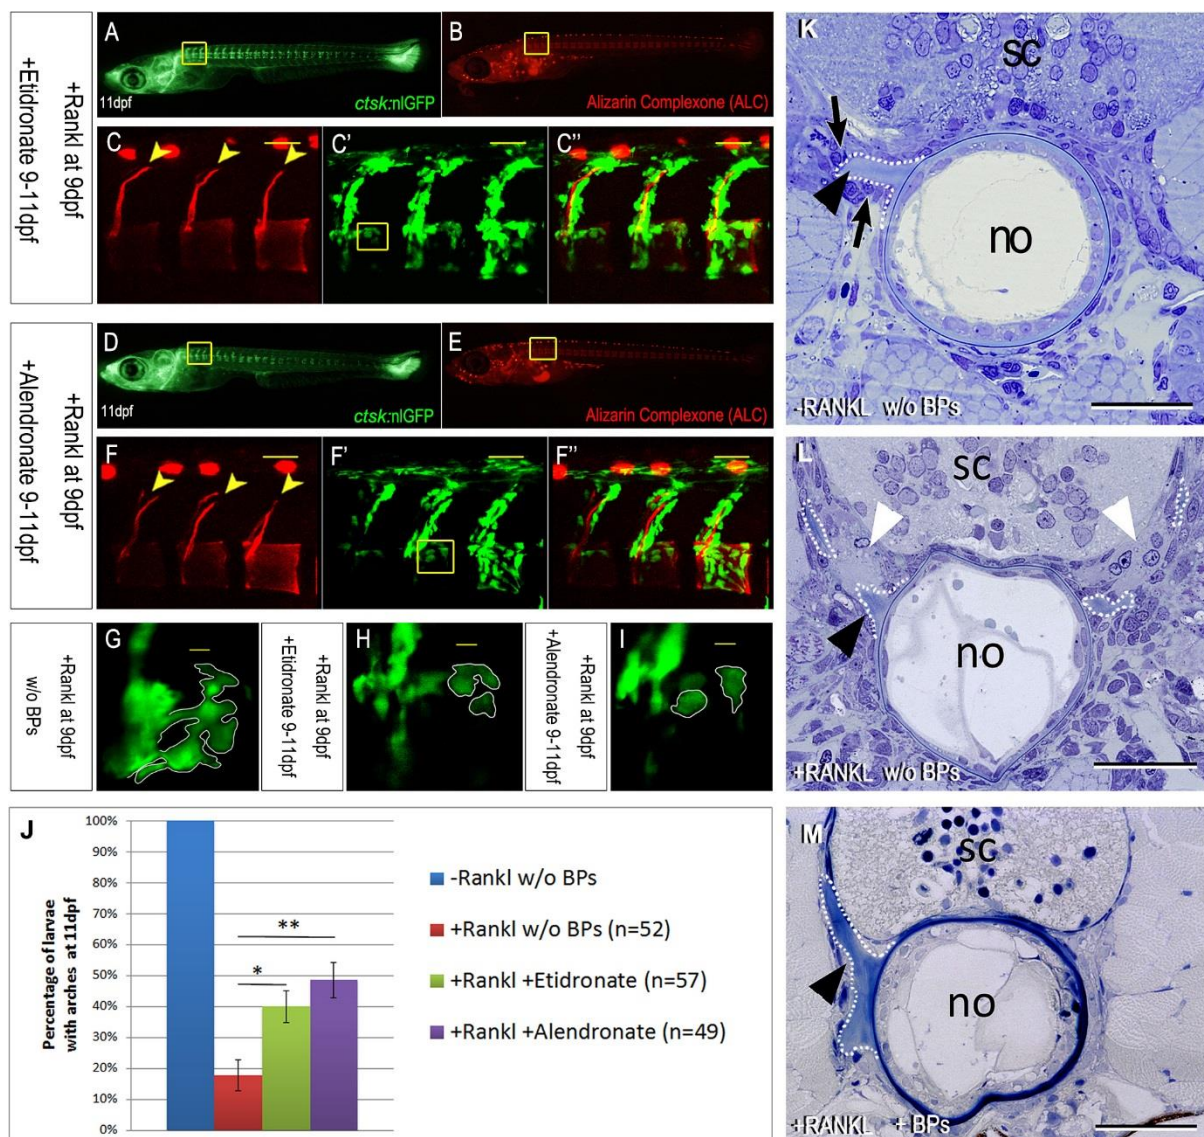 +Rankl at 9dpf
+Etidronate 9-11dpf
A
11dpf
ctsk:nlGFP
B
Alizarin Complexone (ALC)
C
C'
C''
+Rankl at 9dpf
+Alendronate 9-11dpf
D
11dpf
ctsk:nlGFP
E
Alizarin Complexone (ALC)
F
F'
F''
+Rankl at 9dpf
w/o BPs
G
+Rankl at 9dpf
+Etidronate 9-11dpf
H
+Rankl at 9dpf
+Alendronate 9-11dpf
I
J
Percentage of larvae
with arches at 11dpf
100%
90%
80%
70%
60%
50%
40%
30%
20%
10%
0%
*
**
-Rankl w/o BPs
+Rankl w/o BPs (n=52)
+Rankl +Etidronate (n=57)
+Rankl +Alendronate (n=49)
K
sc
no
-RANKL w/o BPs
L
sc
no
+RANKL w/o BPs
M
sc
no
+RANKL + BPs